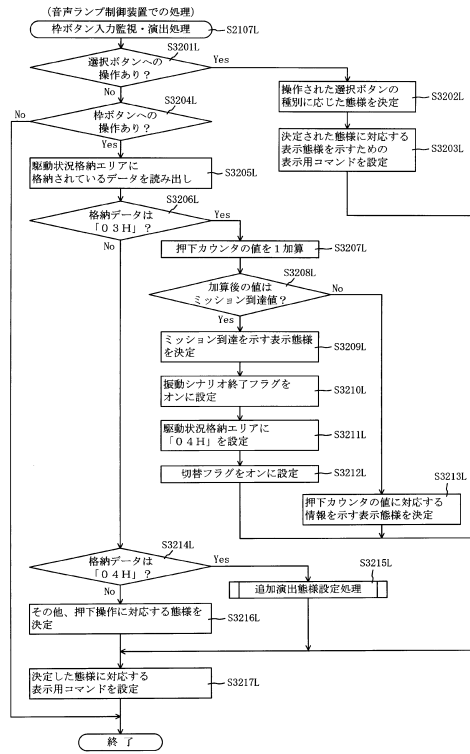 (音声ランプ制御装置での処理)
枠ボタン入力監視・演出処理
S2107L
S3201L
選択ボタンへの
操作あり?
Yes
No
操作された選択ボタンの
種別に応じた態様を決定
S3202L
S3204L
枠ボタンへの
操作あり?
No
Yes
決定された態様に対応する
表示態様を示すための
表示用コマンドを設定
S3203L
駆動状況格納エリアに
格納されているデータを読み出し
S3205L
S3206L
格納データは
「03H」?
Yes
No
押下カウンタの値を1加算
S3207L
S3208L
加算後の値は
ミッション到達値?
No
Yes
ミッション到達を示す表示態様
を決定
S3209L
振動シナリオ終了フラグを
オンに設定
S3210L
駆動状況格納エリアに
「04H」を設定
S3211L
切替フラグをオンに設定
S3212L
S3213L
押下カウンタの値に対応する
情報を示す表示態様を決定
S3214L
格納データは
「04H」?
Yes
No
S3215L
追加演出態様設定処理
その他、押下操作に対応する態様を
決定
S3216L
決定した態様に対応する
表示用コマンドを設定
S3217L
終了